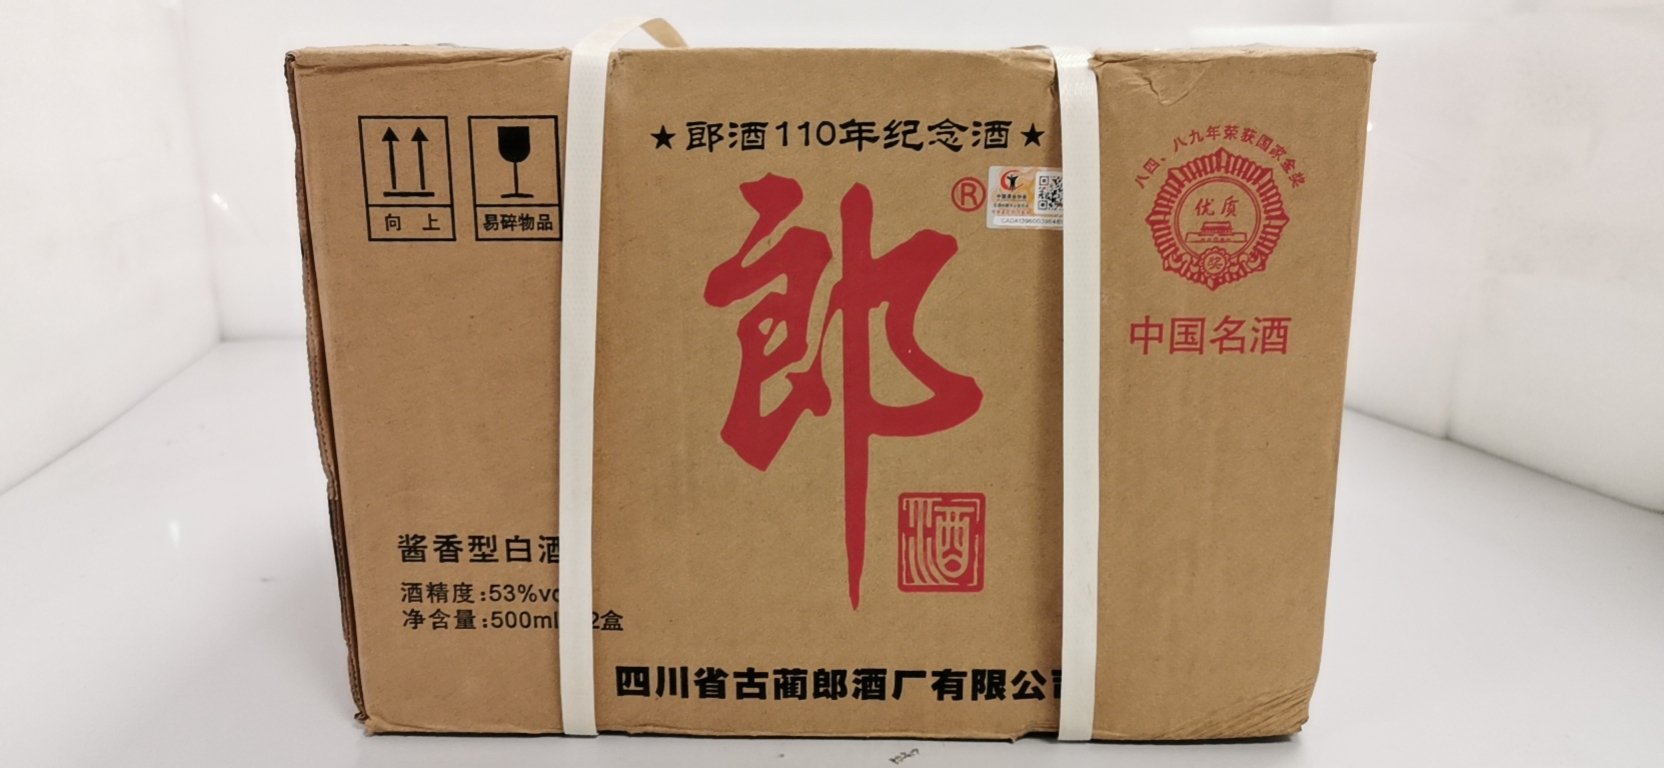 ★郎酒110年纪念酒★
郎
®
酒
向上
易碎物品
八四、八九年荣获国家金奖
优质
奖
中国名酒
酱香型白酒
酒精度:53%vo
净含量:500ml 2盒
四川省古蔺郎酒厂有限公司